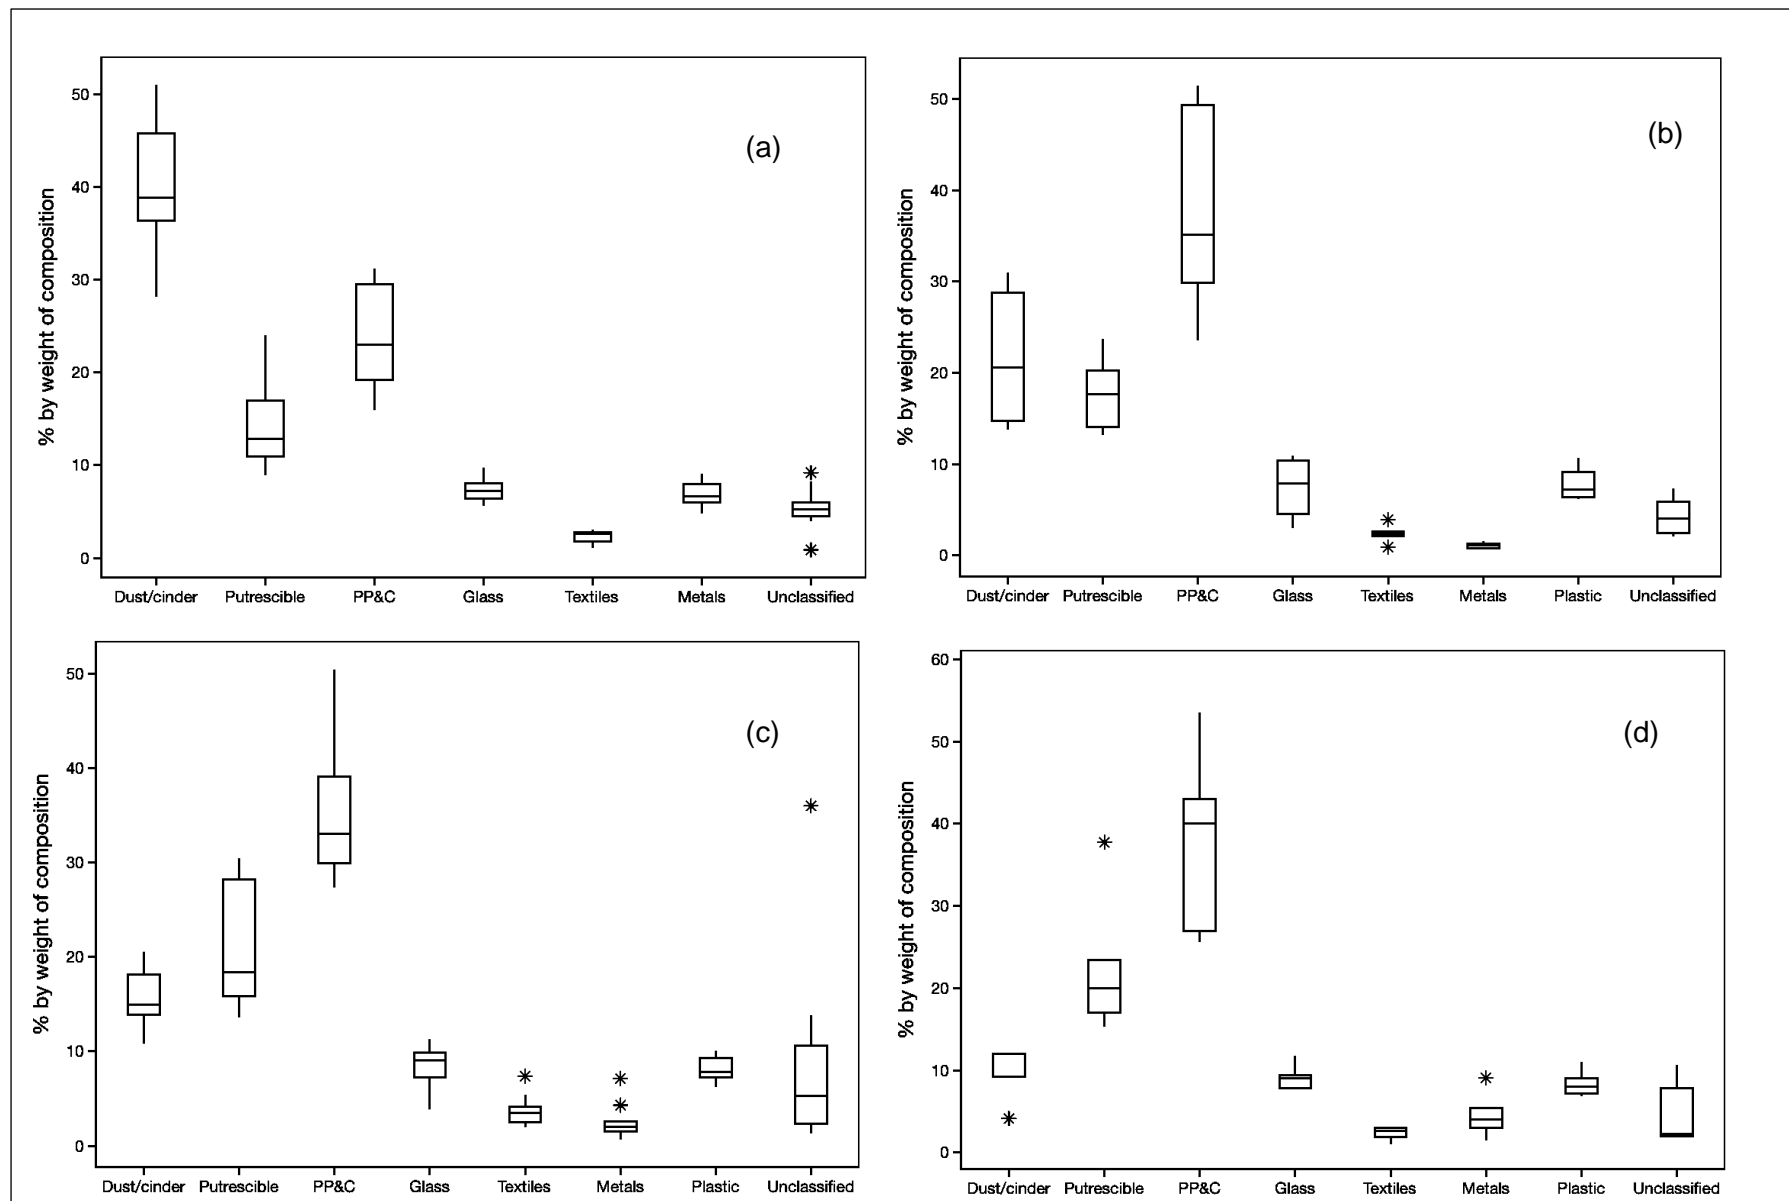 % by weight of composition
50
40
30
20
10
0
(a)
Dust/cinder Putrescible PP&C Glass Textiles Metals Unclassified
% by weight of composition
50
40
30
20
10
0
(b)
Dust/cinder Putrescible PP&C Glass Textiles Metals Plastic Unclassified
% by weight of composition
50
40
30
20
10
0
(c)
Dust/cinder Putrescible PP&C Glass Textiles Metals Plastic Unclassified
% by weight of composition
60
50
40
30
20
10
0
(d)
Dust/cinder Putrescible PP&C Glass Textiles Metals Plastic Unclassified